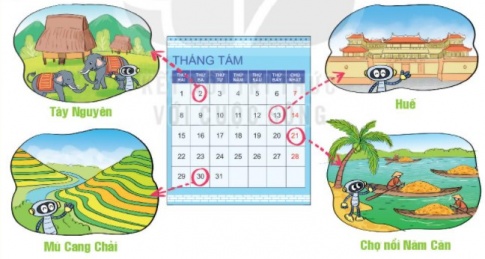 THÁNG TÁM
THỨ HAI THỨ BA THỨ TƯ THỨ NĂM THỨ SÁU THỨ BẢY CHỦ NHẬT
1 2 3 4 5 6 7
8 9 10 11 12 13 14
15 16 17 18 19 20 21
22 23 24 25 26 27 28
29 30 31
Tây Nguyên
Huế
Mù Cang Chải
Chợ nổi Năm Căn